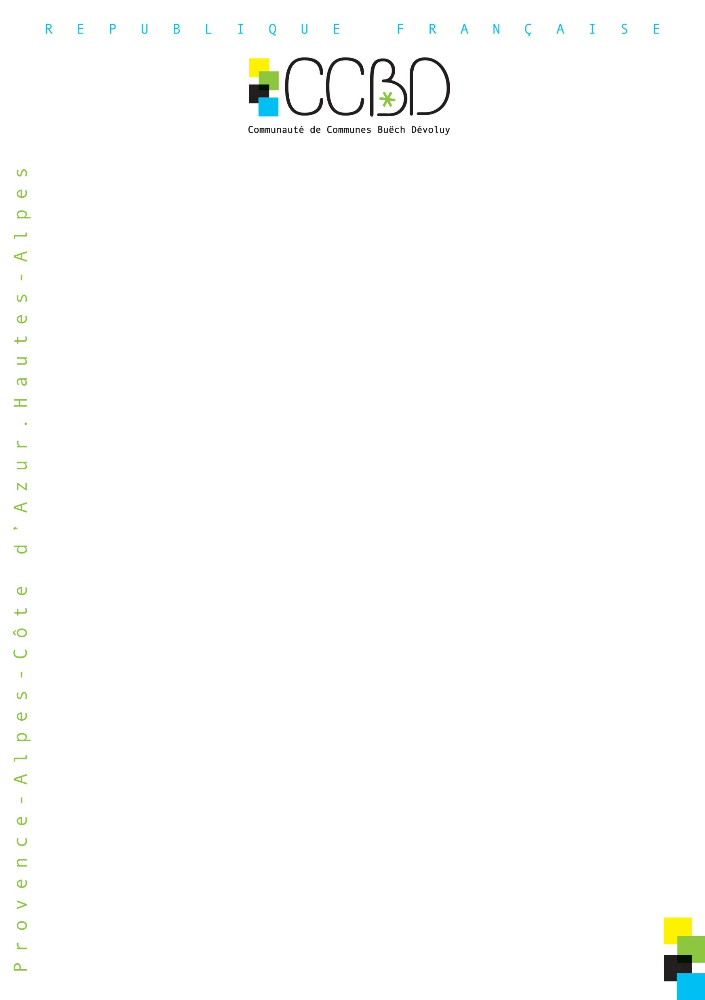 REPUBLIQUE FRANÇAISE
CCBD
Communauté de Communes Buëch Dévoluy
Provence-Alpes-Côte d’Azur.Hautes-Alpes